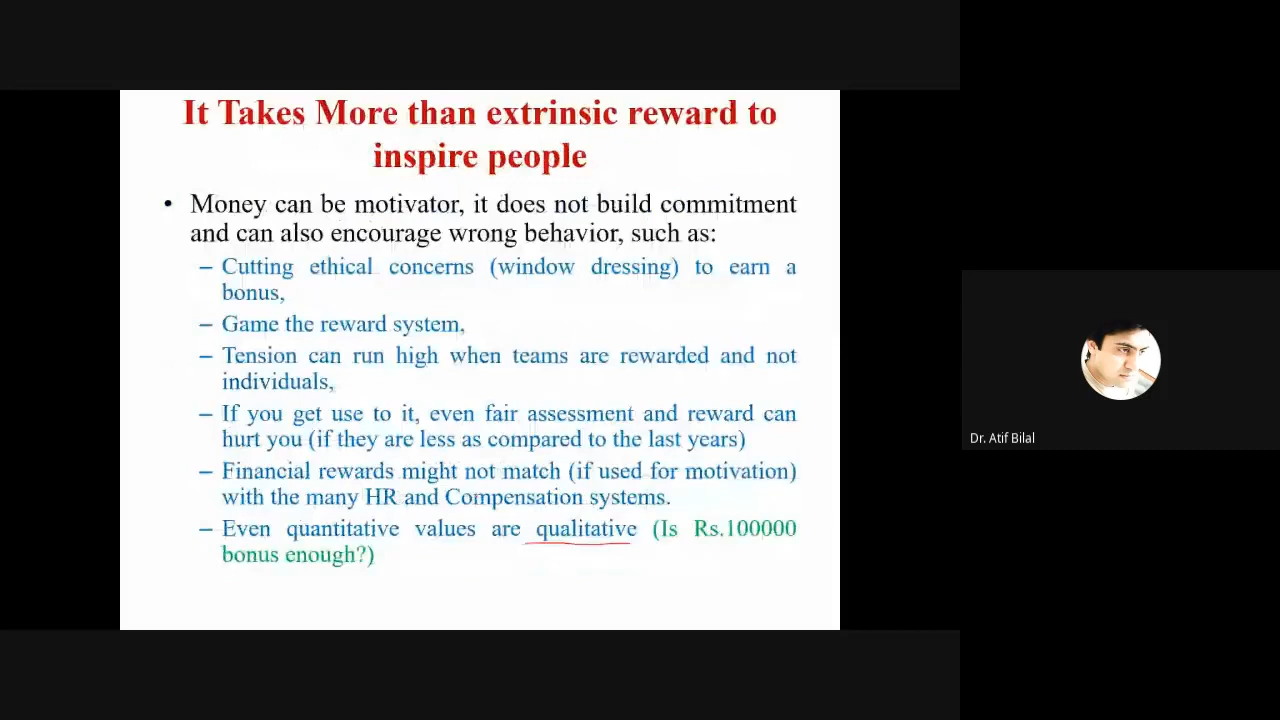 It Takes More than extrinsic reward to
inspire people
• Money can be motivator, it does not build commitment
and can also encourage wrong behavior, such as:
– Cutting ethical concerns (window dressing) to earn a
bonus,
– Game the reward system,
– Tension can run high when teams are rewarded and not
individuals,
– If you get use to it, even fair assessment and reward can
hurt you (if they are less as compared to the last years)
– Financial rewards might not match (if used for motivation)
with the many HR and Compensation systems.
– Even quantitative values are qualitative (Is Rs.100000
bonus enough?)
Dr. Atif Bilal